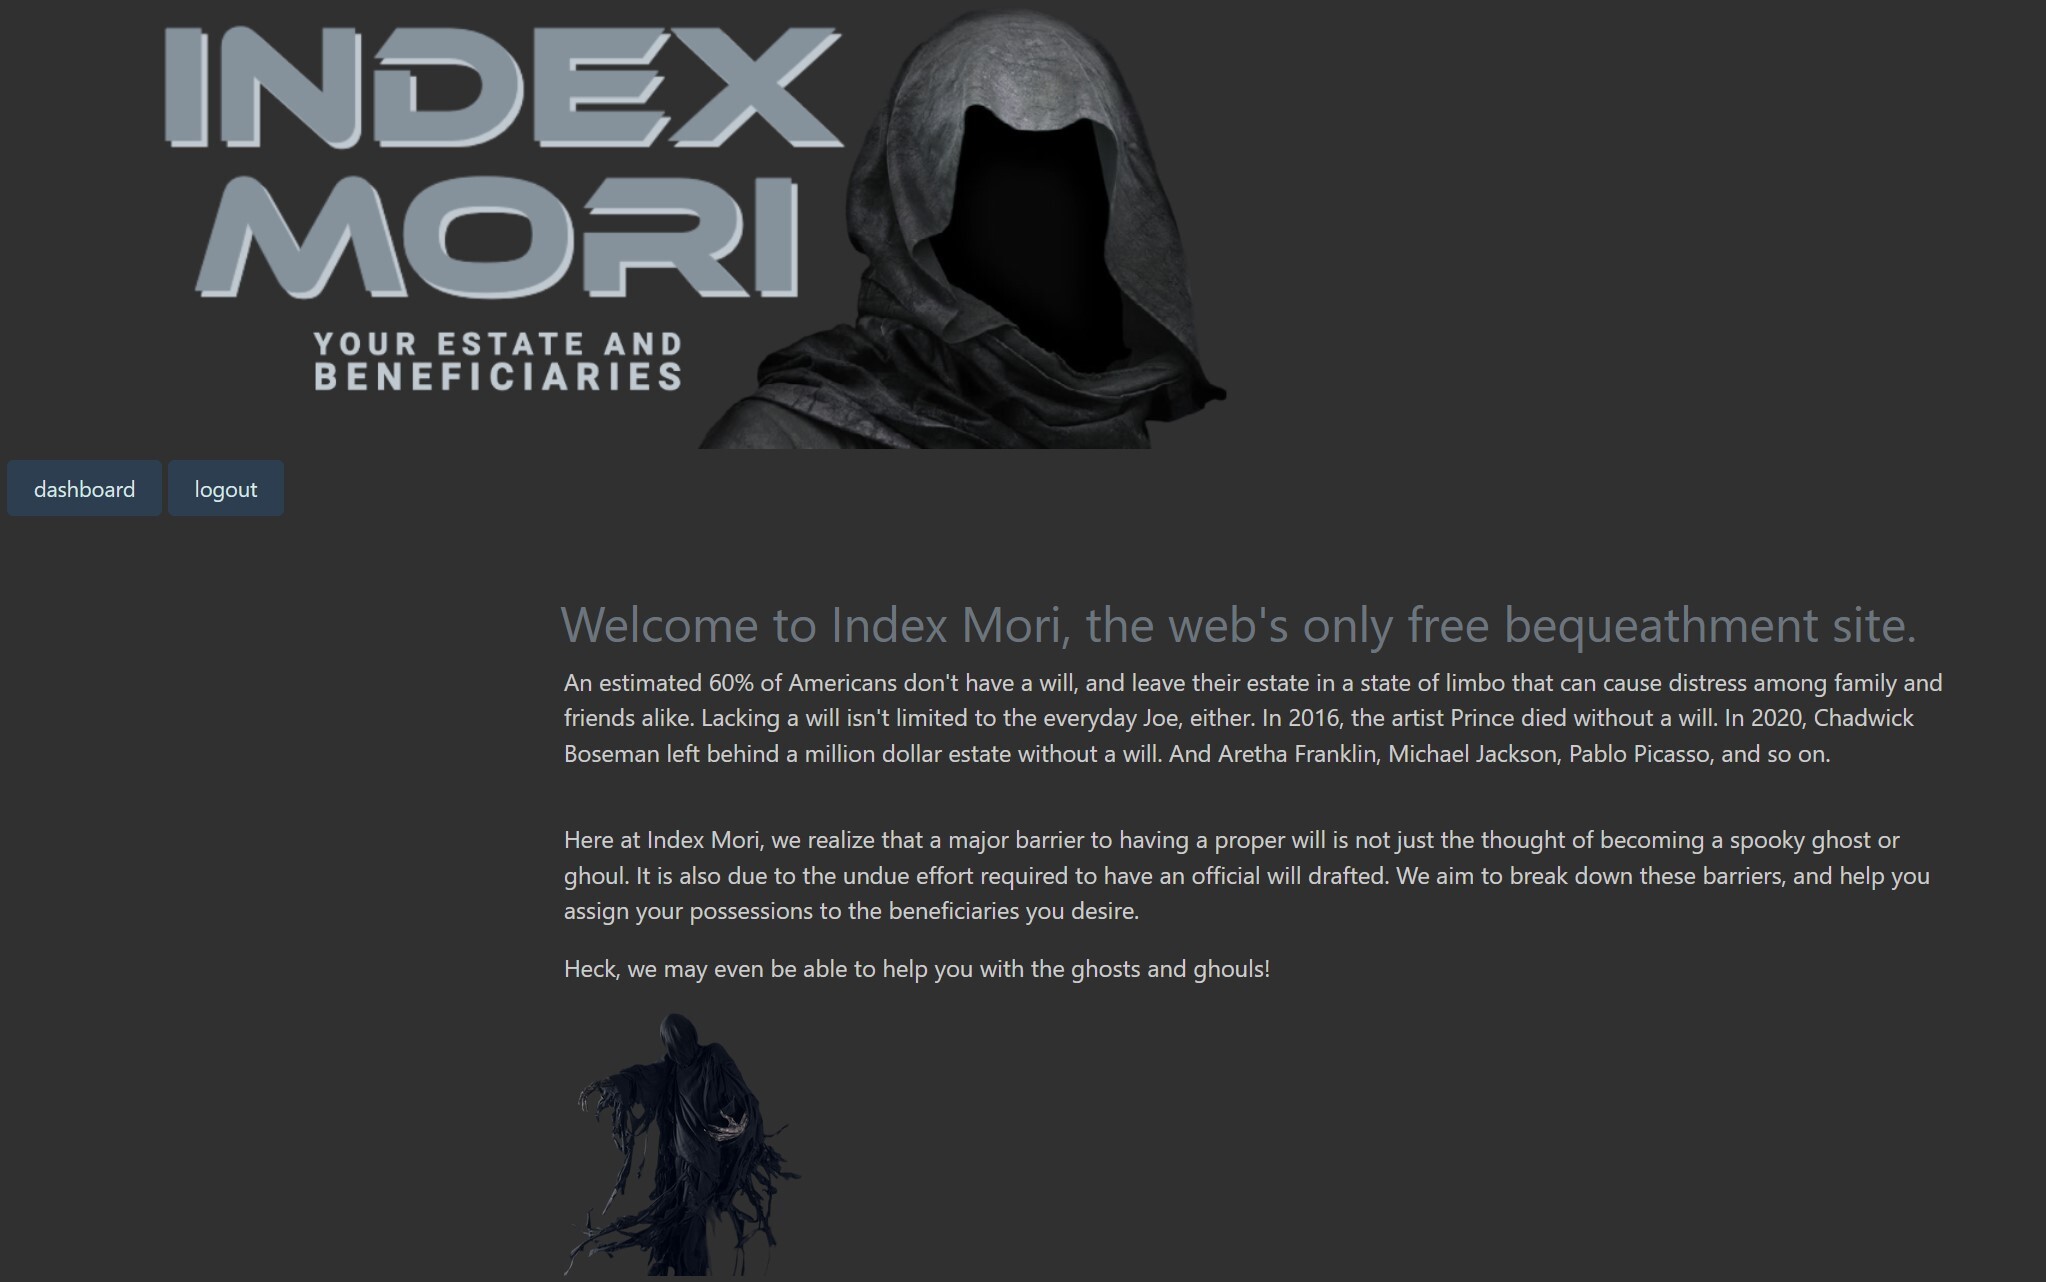 INDEX
MORI
YOUR ESTATE AND
BENEFICIARIES
dashboard
logout
Welcome to Index Mori, the web's only free bequeathment site.
An estimated 60% of Americans don't have a will, and leave their estate in a state of limbo that can cause distress among family and
friends alike. Lacking a will isn't limited to the everyday Joe, either. In 2016, the artist Prince died without a will. In 2020, Chadwick
Boseman left behind a million dollar estate without a will. And Aretha Franklin, Michael Jackson, Pablo Picasso, and so on.
Here at Index Mori, we realize that a major barrier to having a proper will is not just the thought of becoming a spooky ghost or
ghoul. It is also due to the undue effort required to have an official will drafted. We aim to break down these barriers, and help you
assign your possessions to the beneficiaries you desire.
Heck, we may even be able to help you with the ghosts and ghouls!